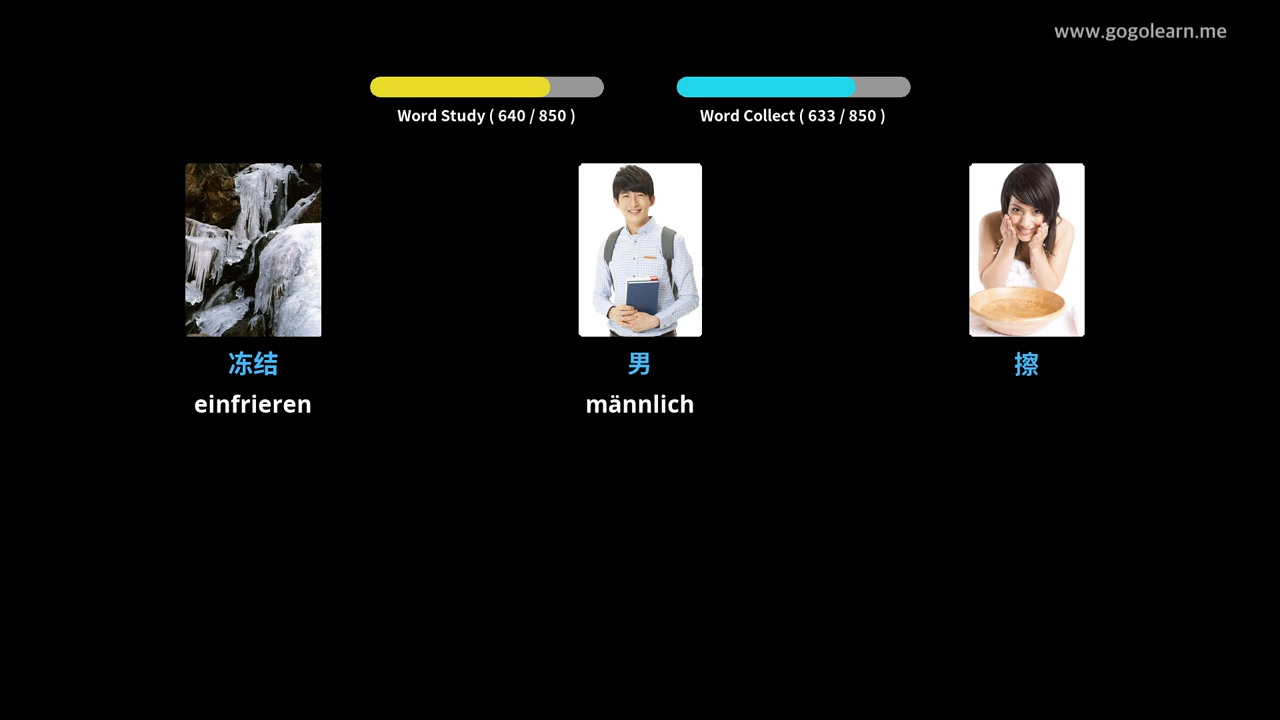 www.gogolearn.me
Word Study ( 640 / 850 )
Word Collect ( 633 / 850 )
冻结
男
擦
einfrieren
männlich